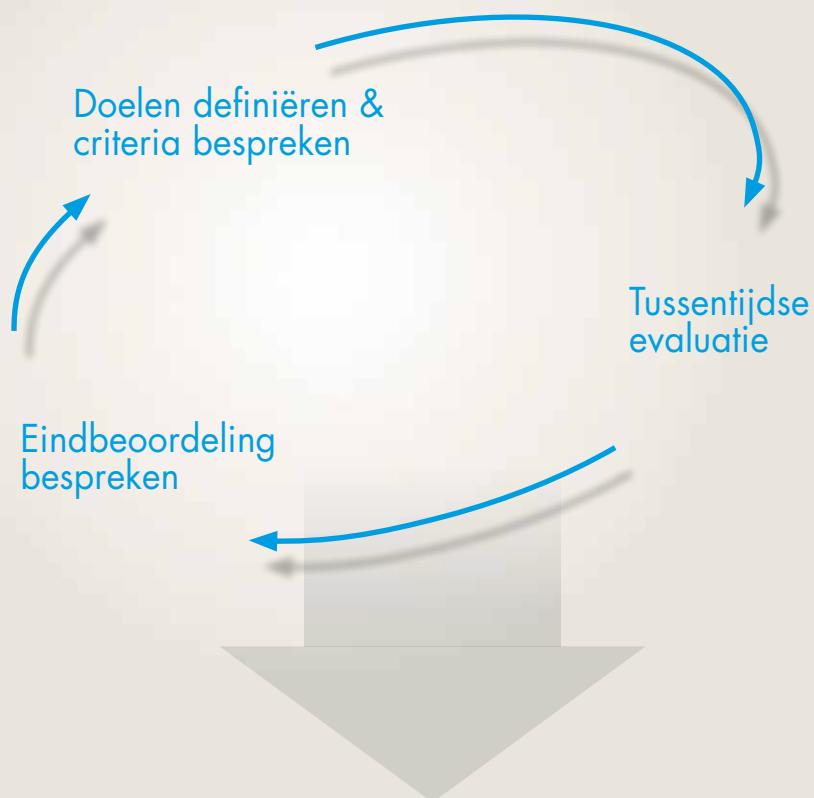 Doelen definiëren &
criteria bespreken
Tussentijdse
evaluatie
Eindbeoordeling
bespreken